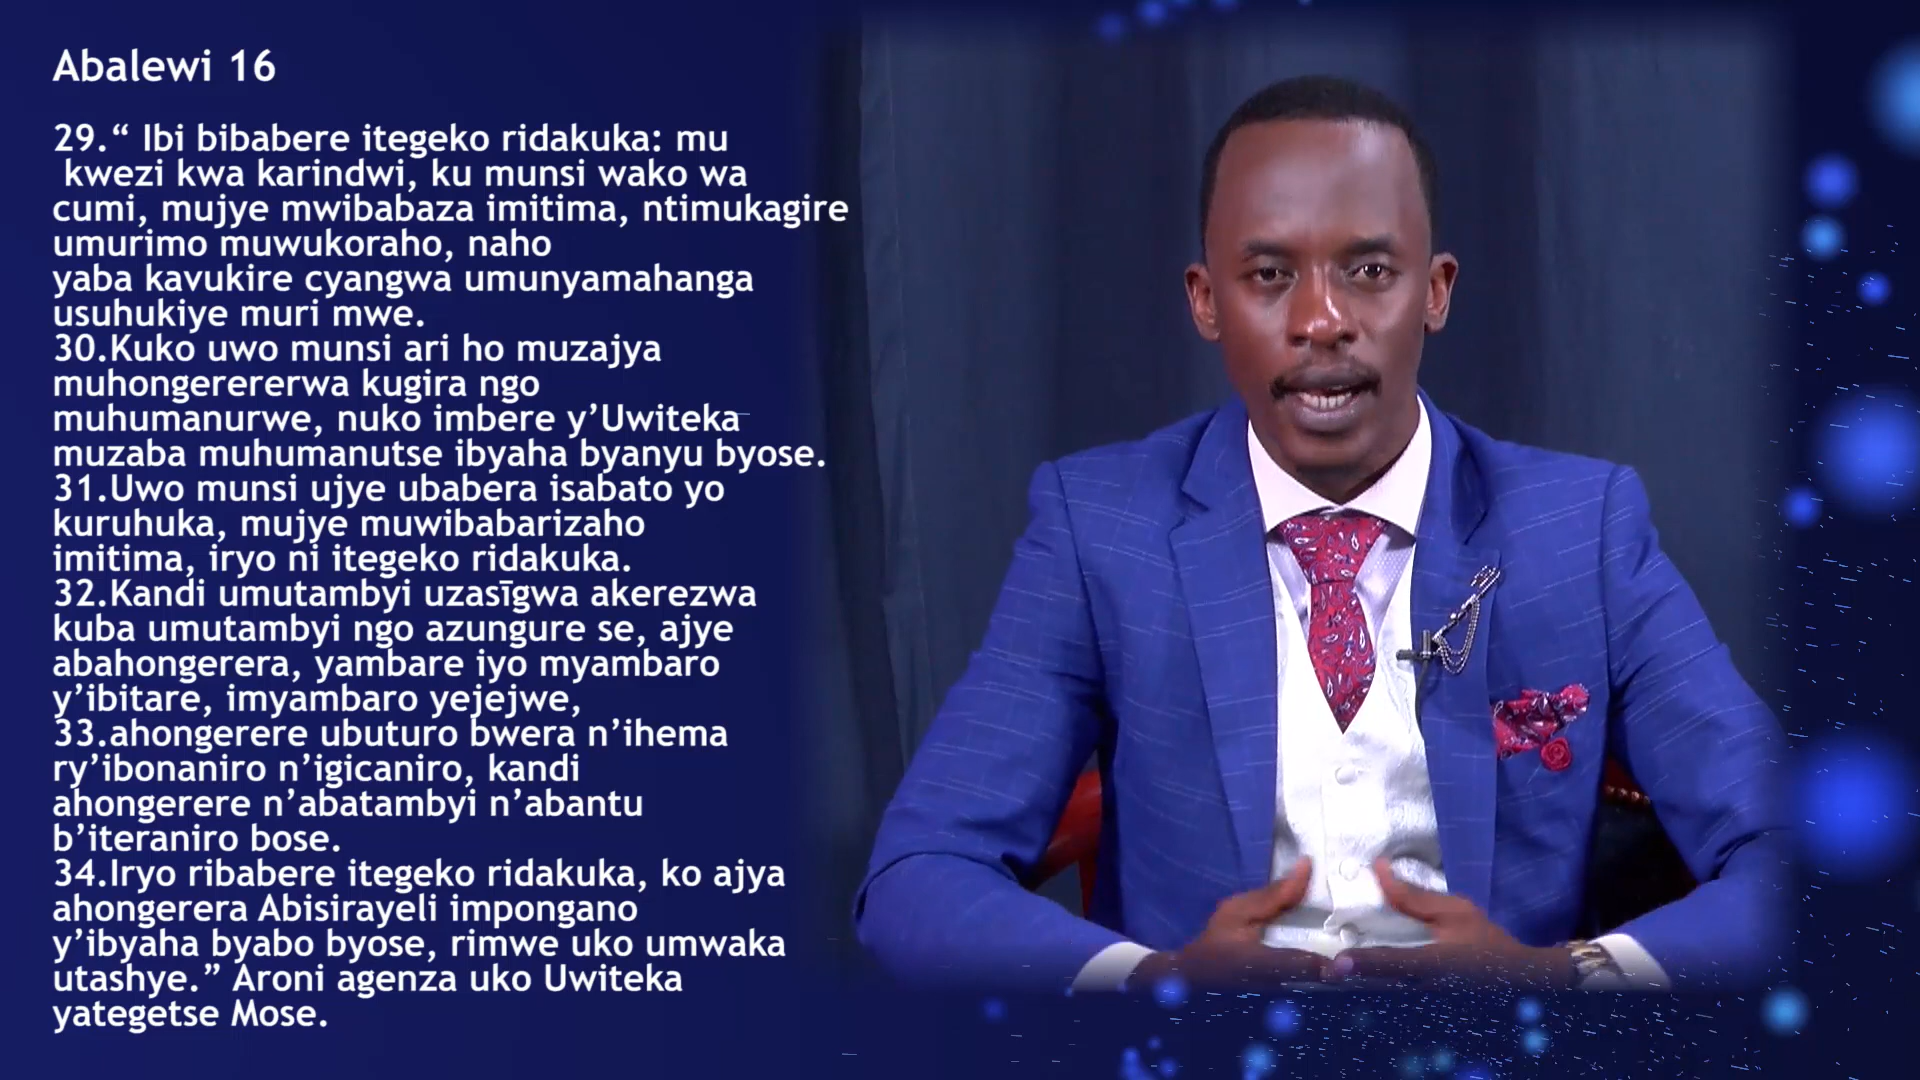 Abalewi 16
29.“ Ibi bibabere itegeko ridakuka: mu
kwezi kwa karindwi, ku munsi wako wa
cumi, mujye mwibabaza imitima, ntimukagire
umurimo muwukoraho, naho
yaba kavukire cyangwa umunyamahanga
usuhukiye muri mwe.
30.Kuko uwo munsi ari ho muzajya
muhongerererwa kugira ngo
muhumanurwe, nuko imbere y’Uwiteka
muzaba muhumanutse ibyaha byanyu byose.
31.Uwo munsi ujye ubabera isabato yo
kuruhuka, mujye muwibabarizaho
imitima, iryo ni itegeko ridakuka.
32.Kandi umutambyi uzasīgwa akerezwa
kuba umutambyi ngo azungure se, ajye
abahongerera, yambare iyo myambaro
y’ibitare, imyambaro yejejwe,
33.ahongerere ubuturo bwera n’ihema
ry’ibonaniro n’igicaniro, kandi
ahongerere n’abatambyi n’abantu
b’iteraniro bose.
34.Iryo ribabere itegeko ridakuka, ko ajya
ahongerera Abisirayeli impongano
y’ibyaha byabo byose, rimwe uko umwaka
utashye.” Aroni agenza uko Uwiteka
yategetse Mose.